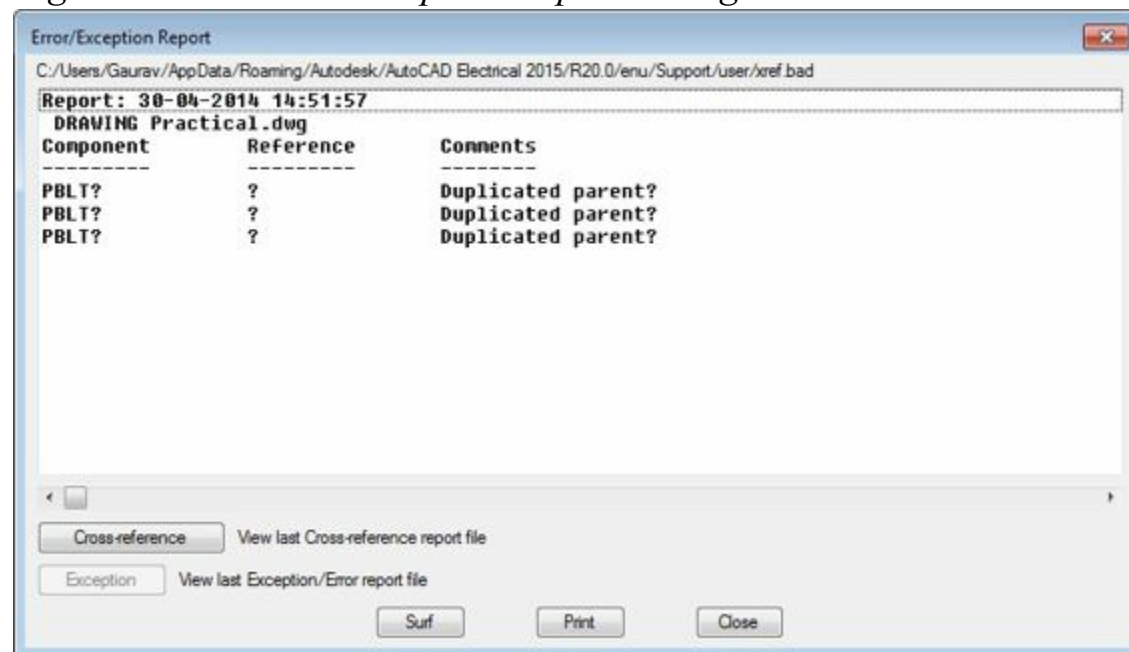 Error/Exception Report
C:/Users/Gaurav/AppData/Roaming/Autodesk/AutoCAD Electrical 2015/R20.0/enu/Support/user/xref.bad
Report: 30-04-2014 14:51:57
DRAWING Practical.dwg
Component Reference Comments
--------- --------- --------
PBLT? ? Duplicated parent?
PBLT? ? Duplicated parent?
PBLT? ? Duplicated parent?
Cross-reference View last Cross-reference report file
Exception View last Exception/Error report file
Surf Print Close